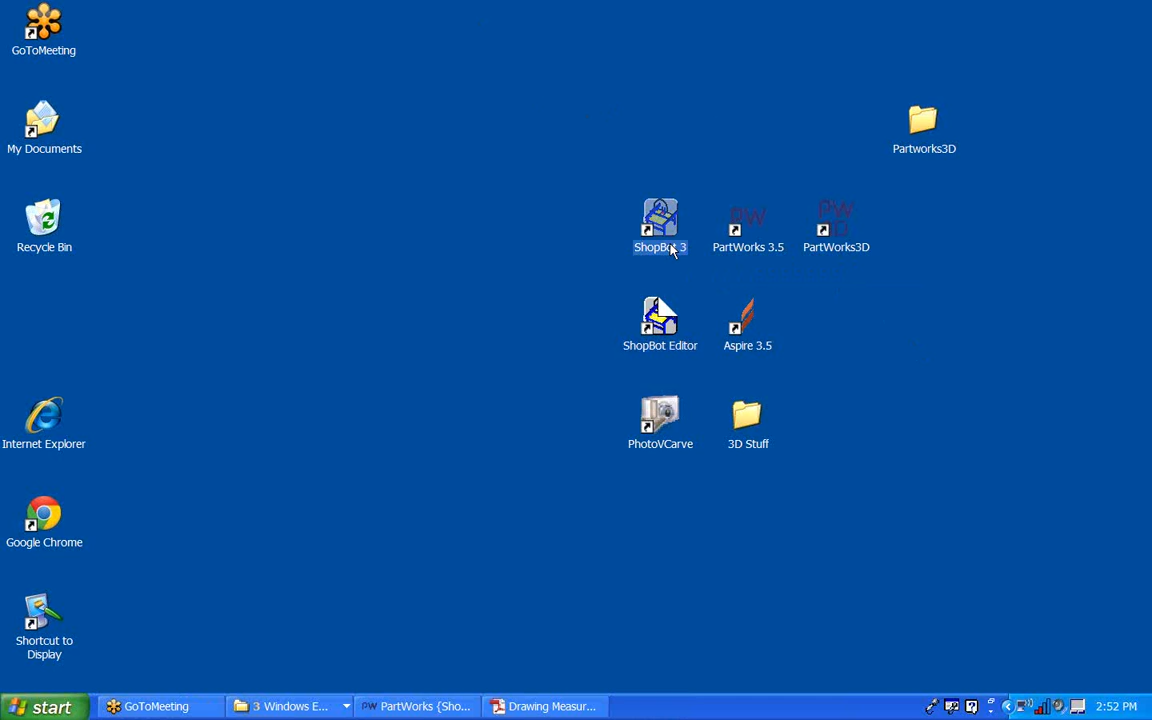 GoToMeeting
My Documents
Partworks3D
Recycle Bin
ShopBot 3
PartWorks 3.5
PartWorks3D
ShopBot Editor
Aspire 3.5
Internet Explorer
PhotoVCarve
3D Stuff
Google Chrome
Shortcut to
Display
start
GoToMeeting
3 Windows E...
PW PartWorks {Sho...
Drawing Measur...
2:52 PM